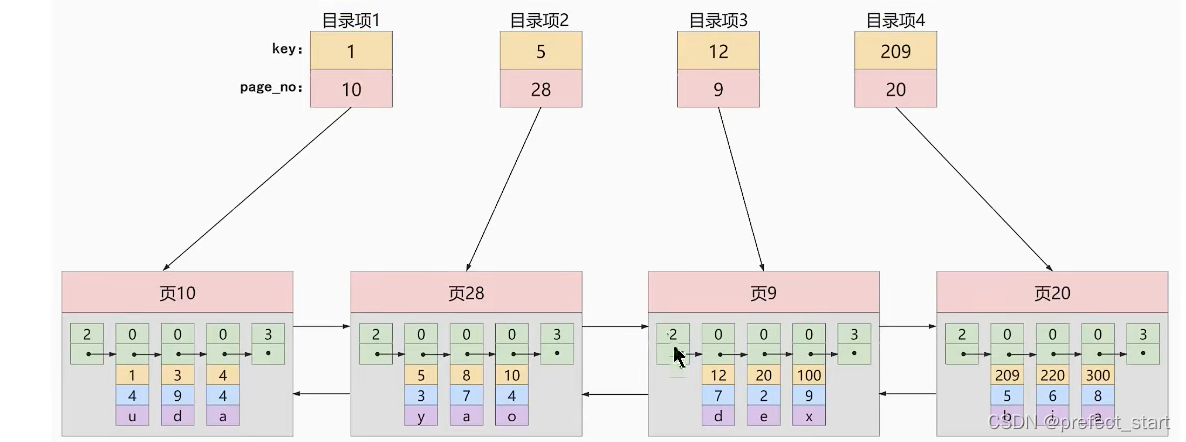 目录项1 目录项2 目录项3 目录项4
key: 1 5 12 209
page_no: 10 28 9 20
页10 页28 页9 页20
2 0 0 0 3 2 0 0 0 3 2 0 0 0 3 2 0 0 0 3
1 3 4 5 8 10 12 20 100 209 220 300
4 9 4 3 7 4 7 2 9 5 6 8
u d a y a o d e x b i a
CSDN @prefect_start